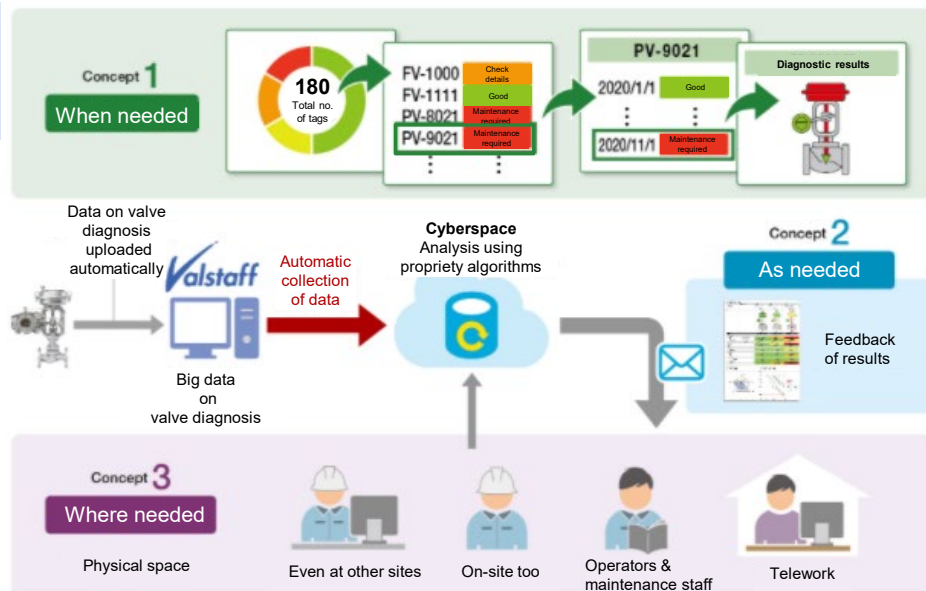 Concept 1
When needed
180
Total no.
of tags
FV-1000
Check
details
FV-1111
Good
PV-8021
Maintenance
required
PV-9021
Maintenance
required
PV-9021
2020/1/1
Good
2020/11/1
Maintenance
required
Diagnostic results
Data on valve
diagnosis
uploaded
automatically
Valstaff
Big data
on
valve diagnosis
Automatic
collection
of data
Cyberspace
Analysis using
propriety algorithms
Concept 2
As needed
Feedback
of results
Concept 3
Where needed
Physical space
Even at other sites
On-site too
Operators &
maintenance staff
Telework